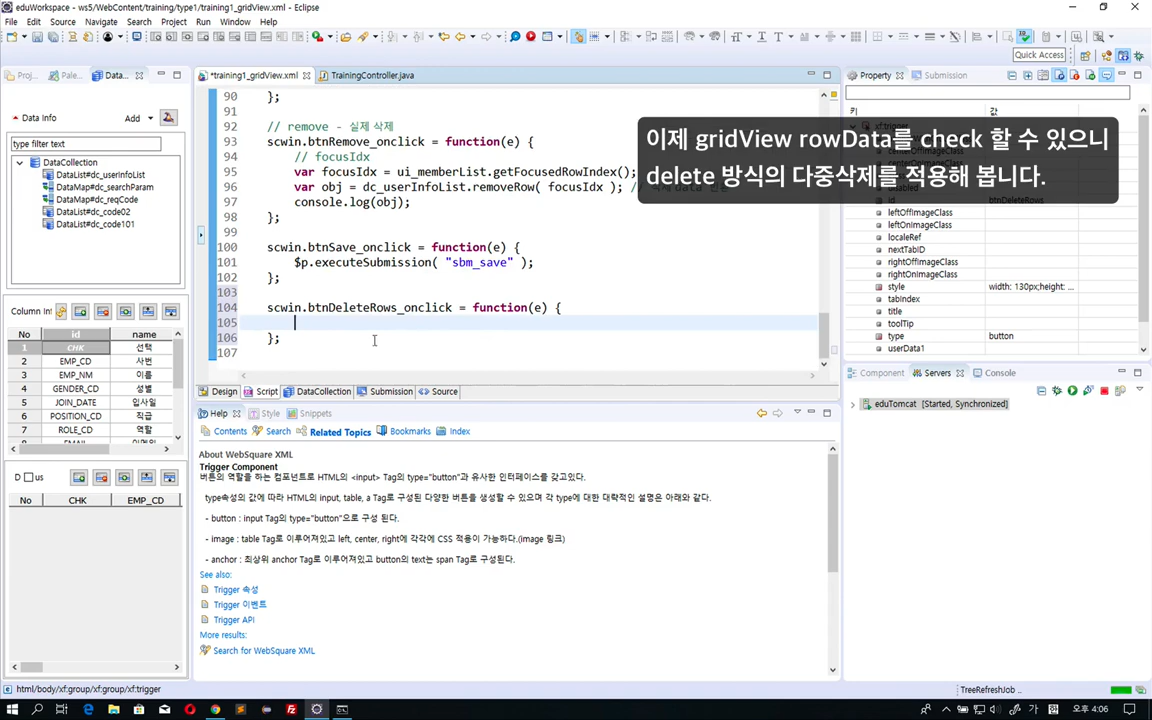 eduWorkspace - ws5/WebContent/training/type1/training1_gridView.xml - Eclipse
File Edit Source Navigate Search Project Run Window Help
Quick Access
Proj... Pale... Data...
*training1_gridView.xml TrainingController.java
Property Submission
Data Info Add
type filter text
DataCollection
DataList#dc_userInfoList
DataMap#dc_searchParam
DataMap#dc_reqCode
DataList#dc_code02
DataList#dc_code101
Column In
No id name
1 CHK 선택
2 EMP_CD 사번
3 EMP_NM 이름
4 GENDER_CD 성별
5 JOIN_DATE 입사일
6 POSITION_CD 직급
7 ROLE_CD 역할
D us
No CHK EMP_CD
90 };
91
92 // remove - 실제 삭제
93 scwin.btnRemove_onclick = function(e) {
94 // focusIdx
95 var focusIdx = ui_memberList.getFocusedRowIndex();
96 var obj = dc_userInfoList.removeRow( focusIdx ); //
97 console.log(obj);
98 };
99
100 scwin.btnSave_onclick = function(e) {
101 $p.executeSubmission( "sbm_save" );
102 };
103
104 scwin.btnDeleteRows_onclick = function(e) {
105
106 };
107
이제 gridView rowData를 check 할 수 있으니
delete 방식의 다중삭제를 적용해 봅니다.
Design Script DataCollection Submission Source
Help Style Snippets
Contents Search Related Topics Bookmarks Index
About WebSquare XML
Trigger Component
버튼의 역할을 하는 컴포넌트로 HTML의 <input> Tag의 type="button"과 유사한 인터페이스를 갖고있다.
type속성의 값에 따라 HTML의 input, table, a Tag로 구성된 다양한 버튼을 생성할 수 있으며 각 type에 대한 대략적인 설명은 아래와 같다.
- button : input Tag의 type="button"으로 구성 된다.
- image : table Tag로 이루어져있고 left, center, right에 각각에 CSS 적용이 가능하다.(image 링크)
- anchor : 최상위 anchor Tag로 이루어져있고 button의 text는 span Tag로 구성된다.
See also:
Trigger 속성
Trigger 이벤트
Trigger API
More results:
Search for WebSquare XML
키 값
leftOffImageClass
leftOnImageClass
localeRef
nextTabID
rightOffImageClass
rightOnImageClass
style width: 130px;height: ...
tabIndex
title
toolTip
type button
userData1
Component Servers Console
eduTomcat [Started, Synchronized]
html/body/xf:group/xf:group/xf:trigger
TreeRefreshJob ..
가 오후 4:06